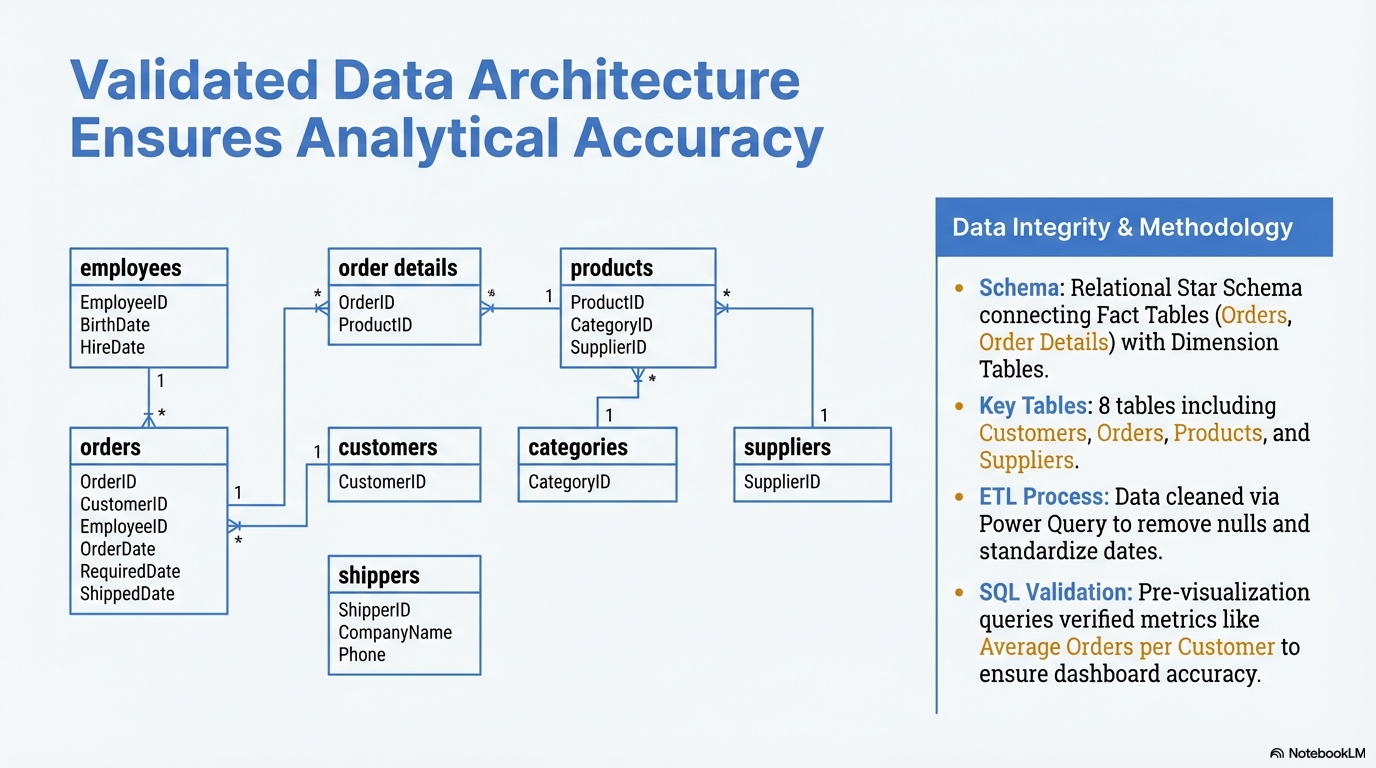 Validated Data Architecture
Ensures Analytical Accuracy
employees
EmployeeID
BirthDate
HireDate
1
*
orders
OrderID
CustomerID
EmployeeID
OrderDate
RequiredDate
ShippedDate
1
*
*
order details
OrderID
ProductID
*
1
products
ProductID
CategoryID
SupplierID
*
*
1
customers
CustomerID
1
categories
CategoryID
1
suppliers
SupplierID
shippers
ShipperID
CompanyName
Phone
Data Integrity & Methodology
• Schema: Relational Star Schema
connecting Fact Tables (Orders,
Order Details) with Dimension
Tables.
• Key Tables: 8 tables including
Customers, Orders, Products, and
Suppliers.
• ETL Process: Data cleaned via
Power Query to remove nulls and
standardize dates.
• SQL Validation: Pre-visualization
queries verified metrics like
Average Orders per Customer to
ensure dashboard accuracy.
NotebookLM